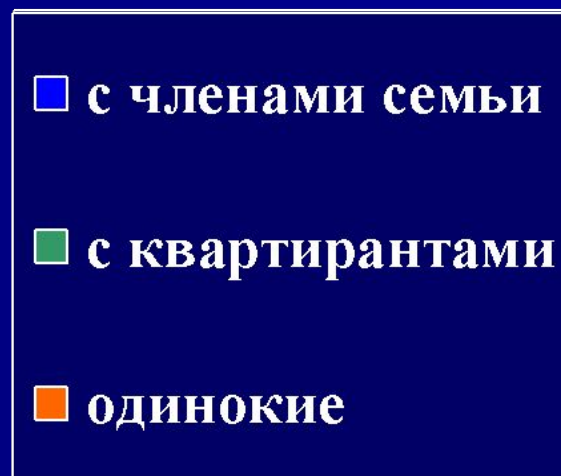 с членами семьи
с квартирантами
одинокие